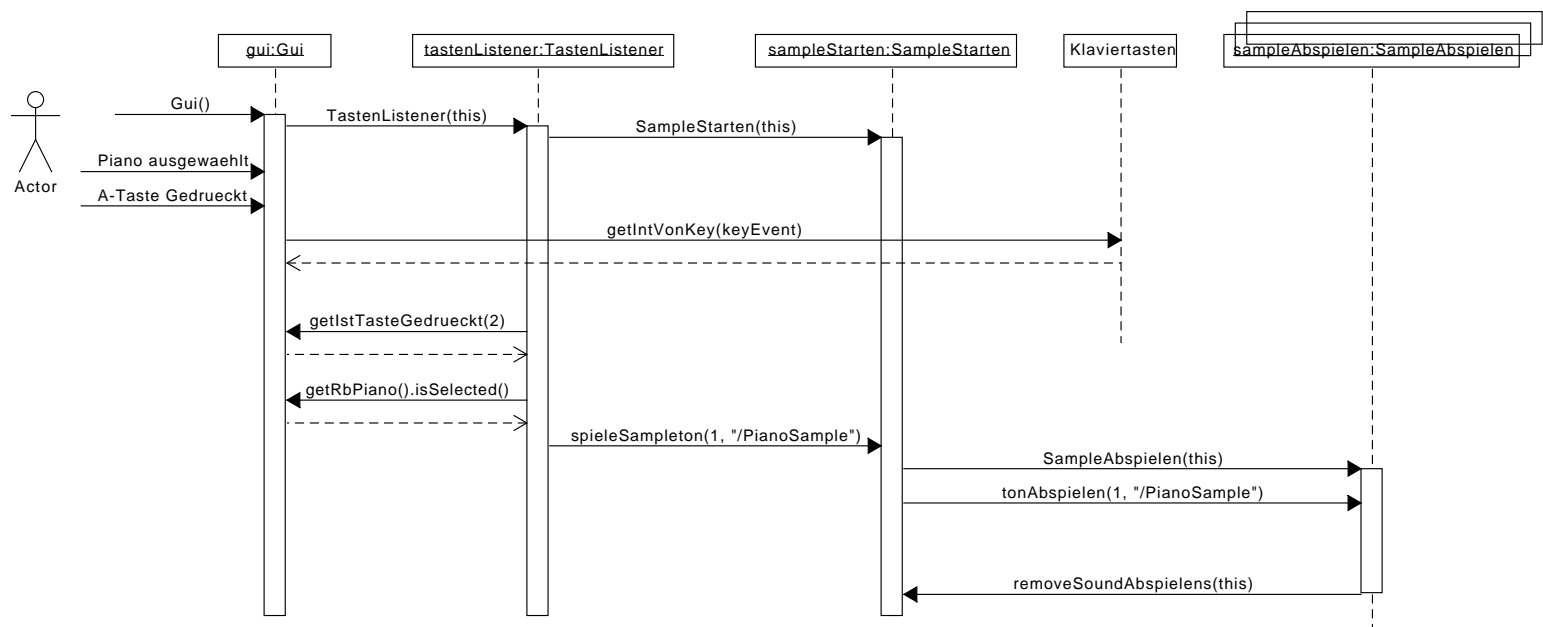 gui:Gui
tastenListener:TastenListener
sampleStarten:SampleStarten
Klaviertasten
sampleAbspielen:SampleAbspielen
Gui()
TastenListener(this)
SampleStarten(this)
Piano ausgewaehlt
Actor
A-Taste Gedrueckt
getIntVonKey(keyEvent)
getIstTasteGedrueckt(2)
getRbPiano().isSelected()
spieleSampleton(1, "/PianoSample")
SampleAbspielen(this)
tonAbspielen(1, "/PianoSample")
removeSoundAbspielens(this)